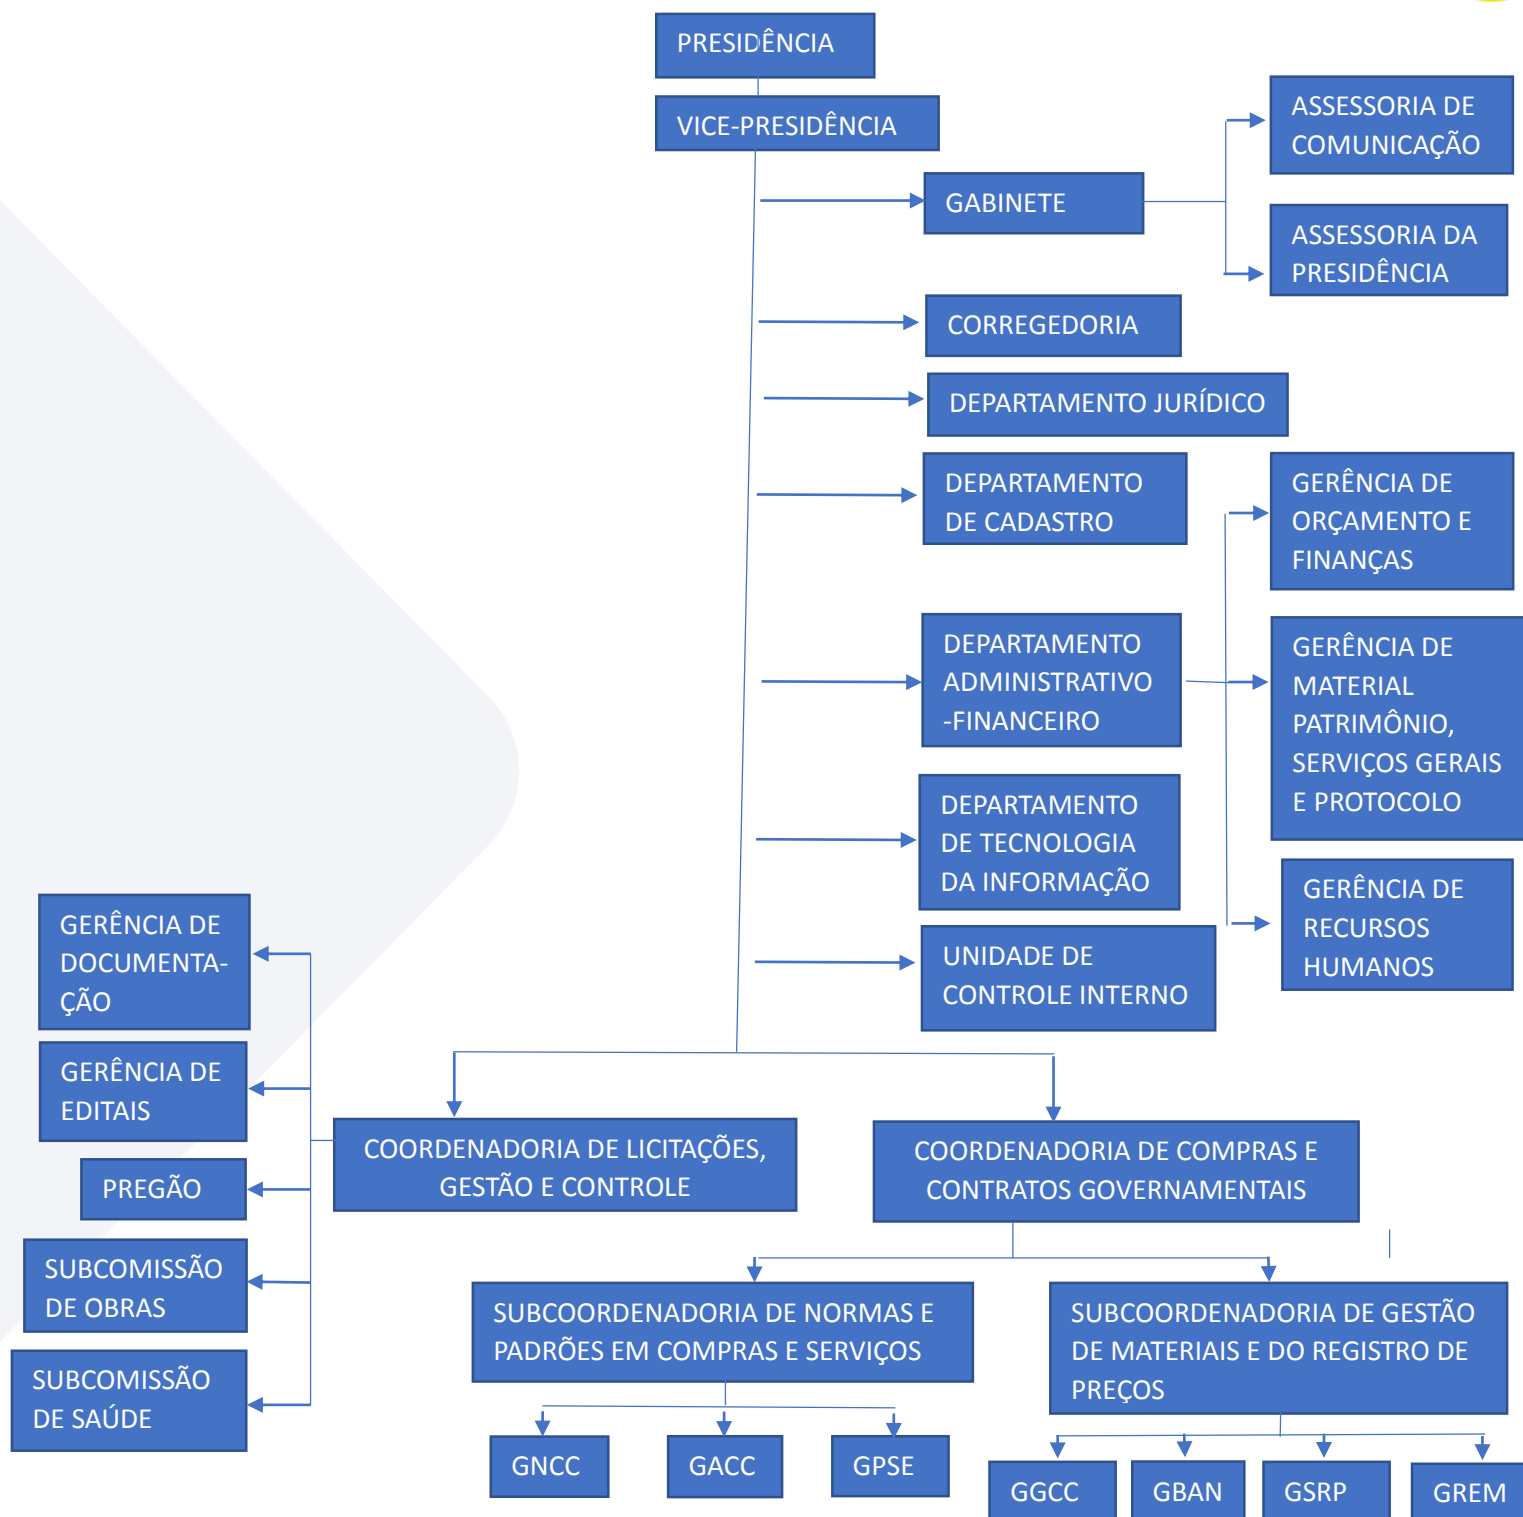 PRESIDÊNCIA
VICE-PRESIDÊNCIA
ASSESSORIA DE
COMUNICAÇÃO
GABINETE
ASSESSORIA DA
PRESIDÊNCIA
CORREGEDORIA
DEPARTAMENTO JURÍDICO
DEPARTAMENTO
DE CADASTRO
GERÊNCIA DE
ORÇAMENTO E
FINANÇAS
DEPARTAMENTO
ADMINISTRATIVO
-FINANCEIRO
GERÊNCIA DE
MATERIAL
PATRIMÔNIO,
SERVIÇOS GERAIS
E PROTOCOLO
DEPARTAMENTO
DE TECNOLOGIA
DA INFORMAÇÃO
GERÊNCIA DE
RECURSOS
HUMANOS
UNIDADE DE
CONTROLE INTERNO
GERÊNCIA DE
DOCUMENTA-
ÇÃO
GERÊNCIA DE
EDITAIS
PREGÃO
SUBCOMISSÃO
DE OBRAS
SUBCOMISSÃO
DE SAÚDE
COORDENADORIA DE LICITAÇÕES,
GESTÃO E CONTROLE
COORDENADORIA DE COMPRAS E
CONTRATOS GOVERNAMENTAIS
SUBCOORDENADORIA DE NORMAS E
PADRÕES EM COMPRAS E SERVIÇOS
SUBCOORDENADORIA DE GESTÃO
DE MATERIAIS E DO REGISTRO DE
PREÇOS
GNCC
GACC
GPSE
GGCC
GBAN
GSRP
GREM